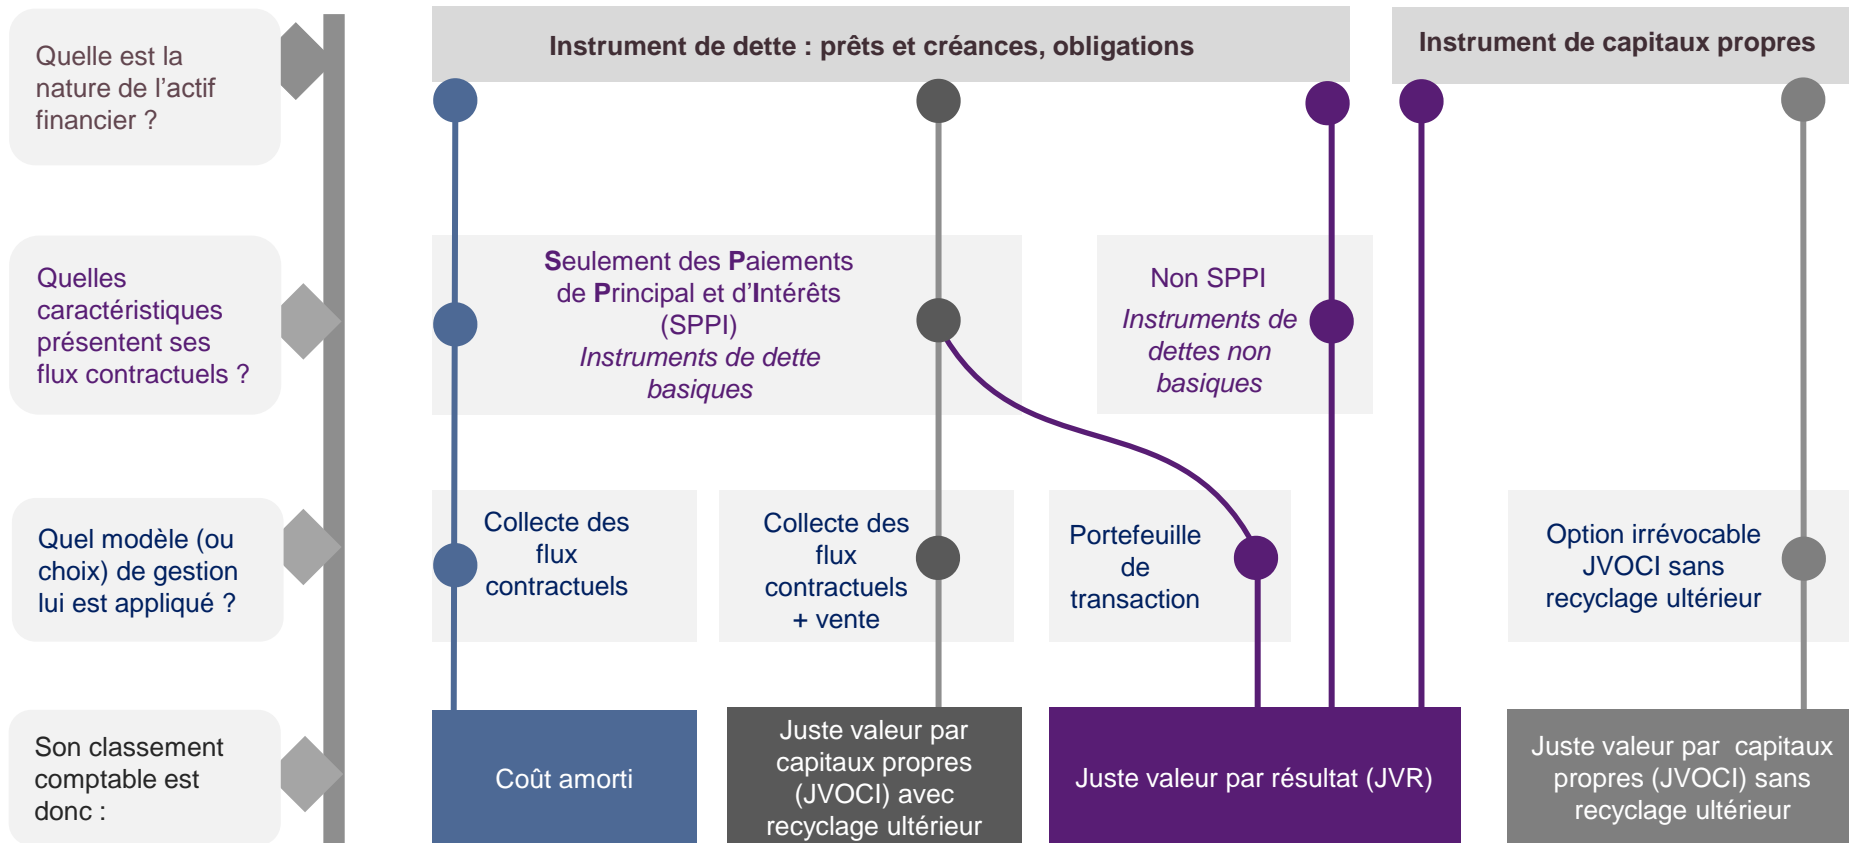 Quelle est la
nature de l’actif
financier ?
Instrument de dette : prêts et créances, obligations
Instrument de capitaux propres
Quelles
caractéristiques
présentent ses
flux contractuels ?
Seulement des Paiements
de Principal et d’Intérêts
(SPPI)
Instruments de dette
basiques
Non SPPI
Instruments de
dettes non
basiques
Quel modèle (ou
choix) de gestion
lui est appliqué ?
Collecte des
flux
contractuels
Collecte des
flux
contractuels
+ vente
Portefeuille
de
transaction
Option irrévocable
JVOCI sans
recyclage ultérieur
Son classement
comptable est
donc :
Coût amorti
Juste valeur par
capitaux propres
(JVOCI) avec
recyclage ultérieur
Juste valeur par résultat (JVR)
Juste valeur par capitaux
propres (JVOCI) sans
recyclage ultérieur